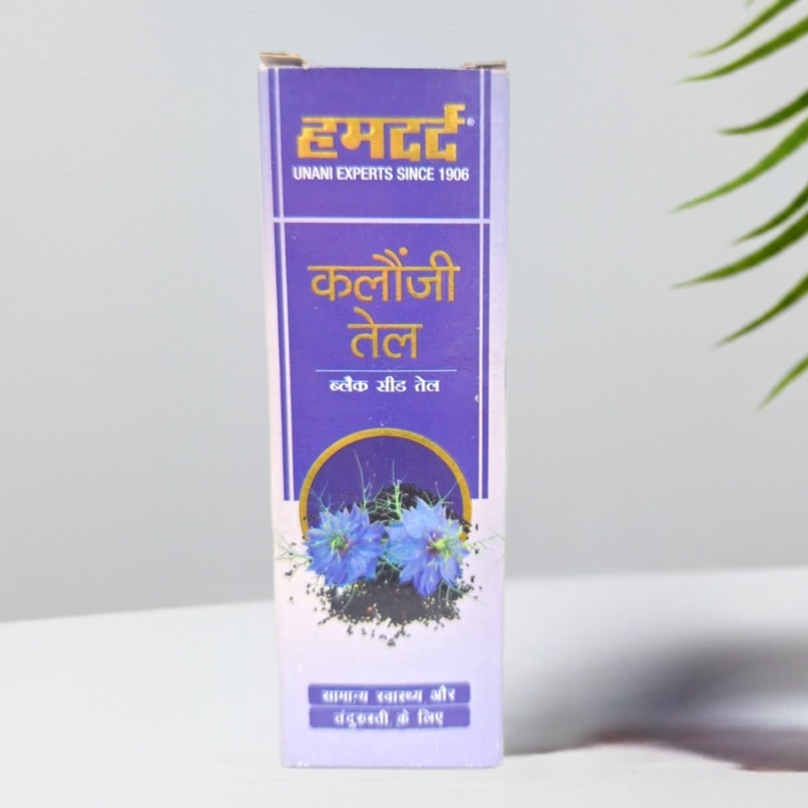 हमदर्द®
UNANI EXPERTS SINCE 1906
कलौंजी
तेल
ब्लैक सीड तेल
सामान्य स्वास्थ्य और
तंदुरुस्ती के लिए